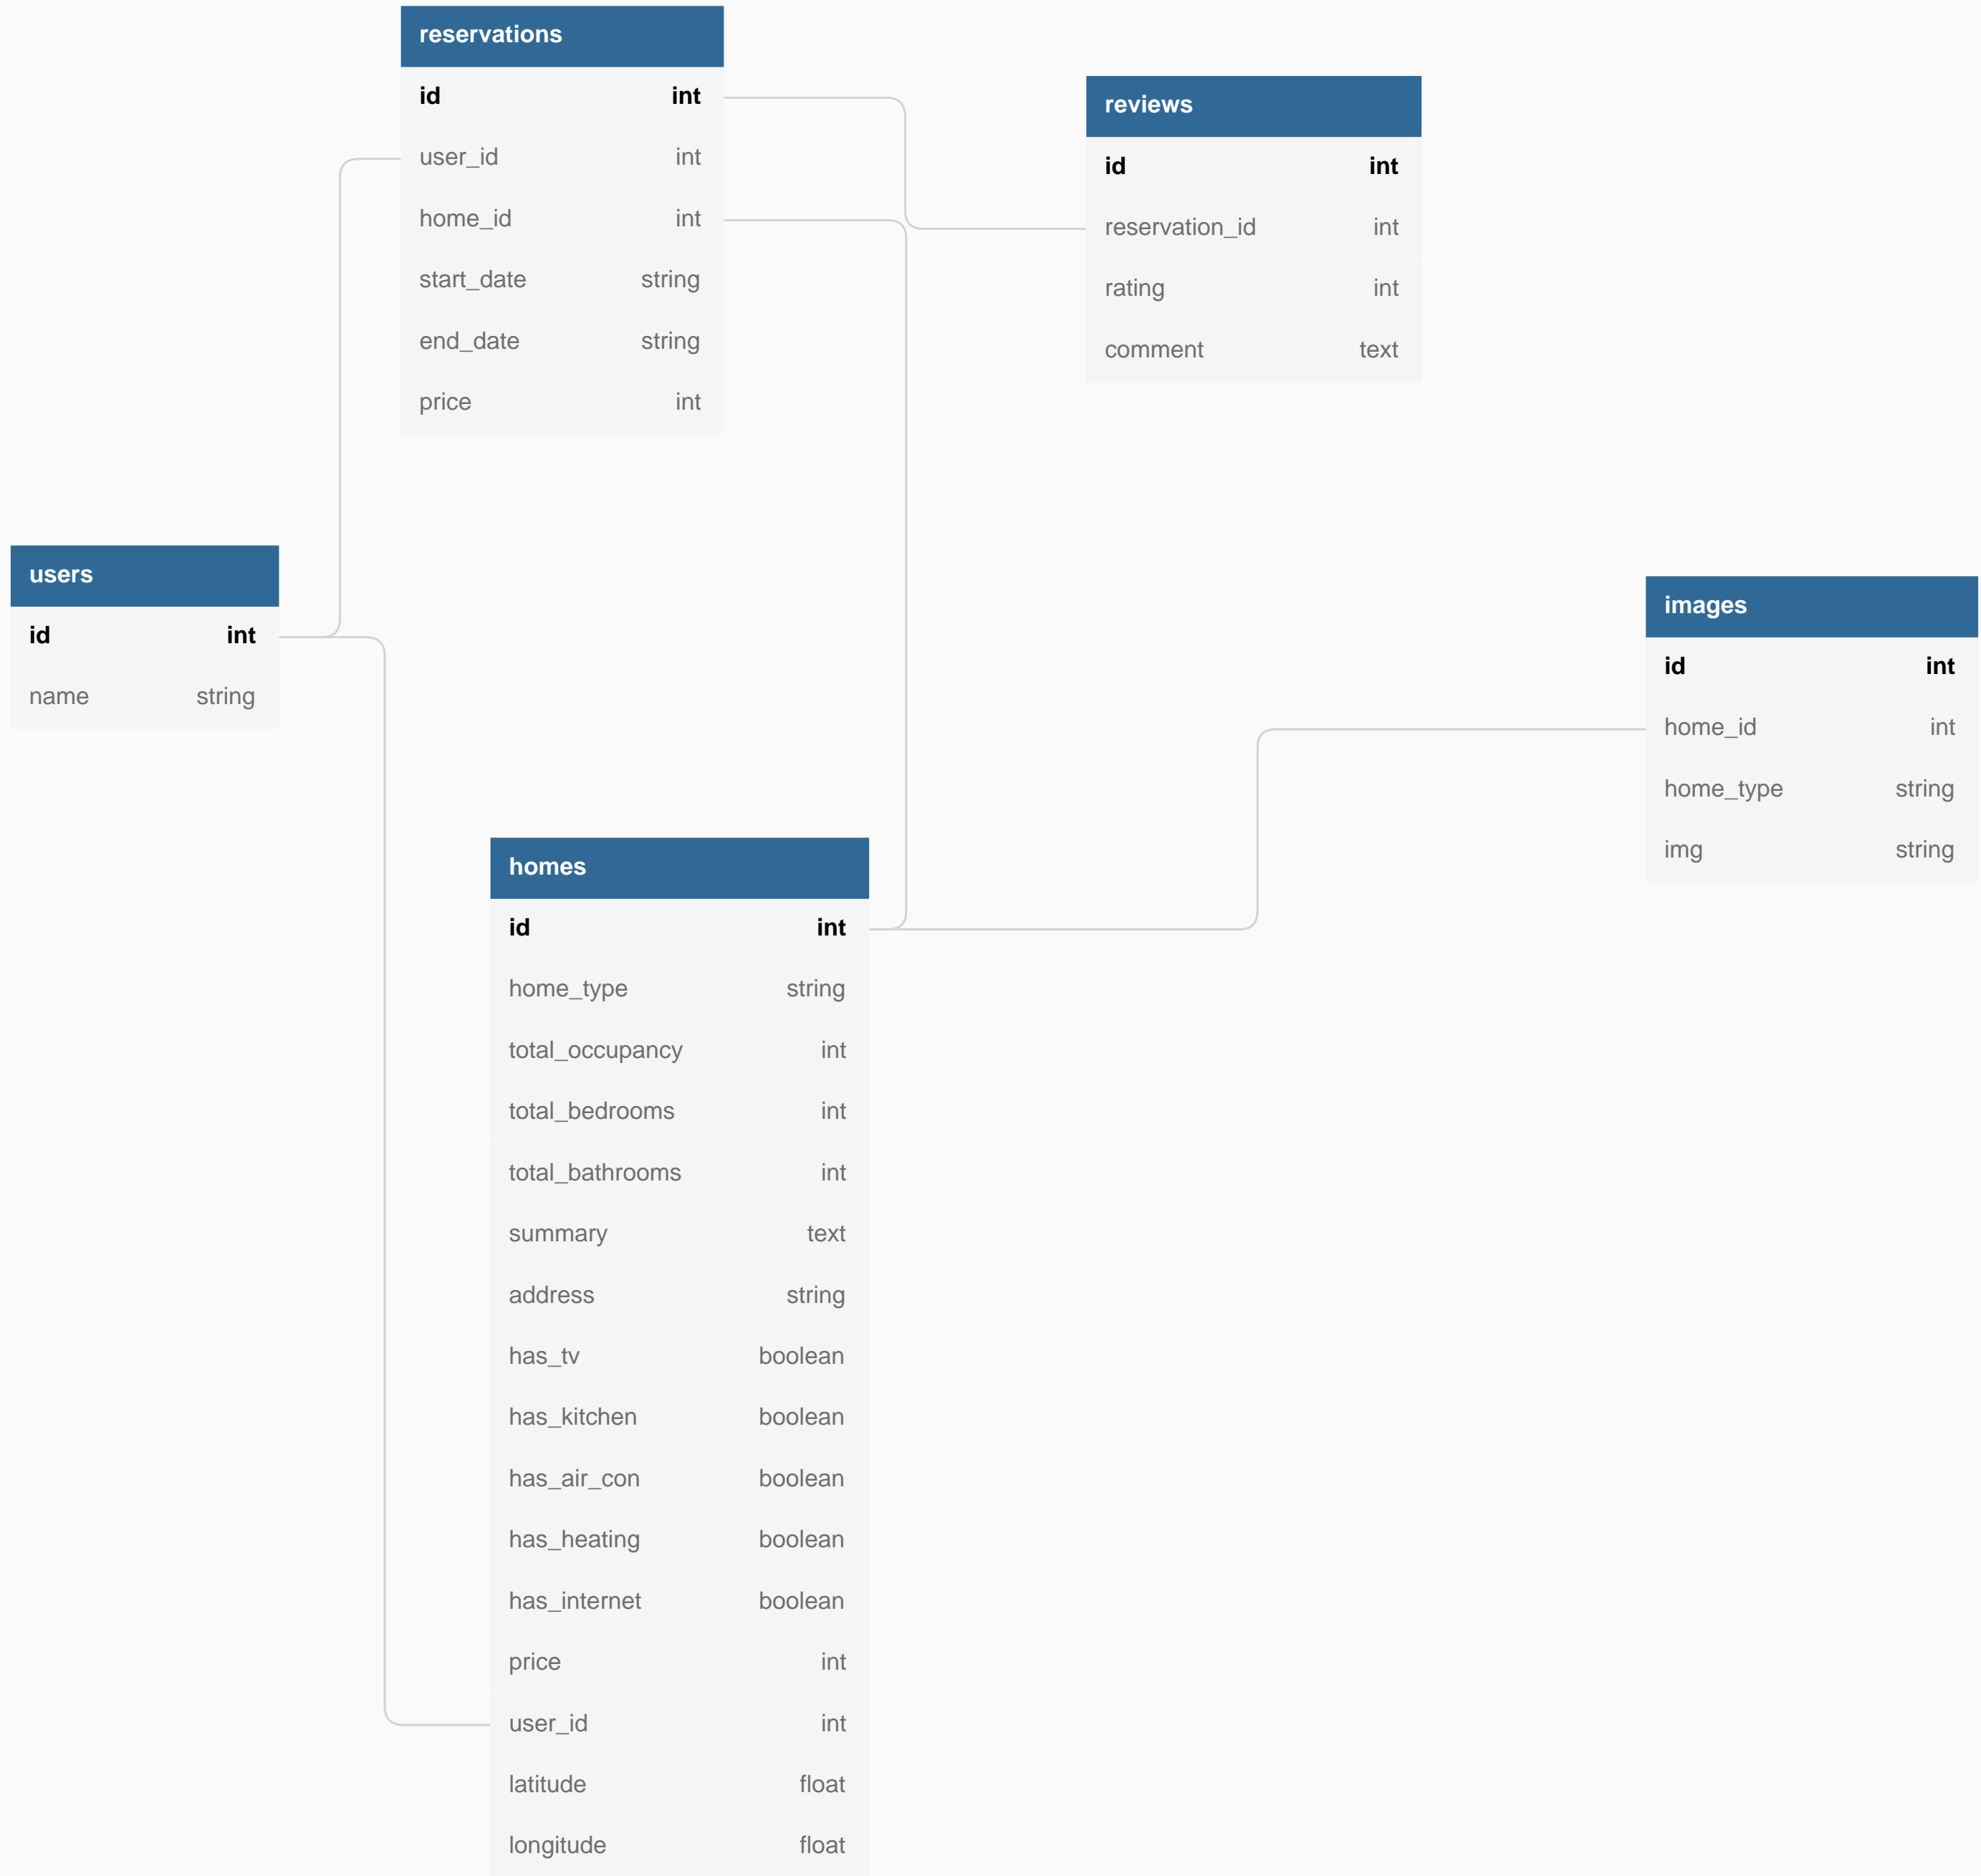 reservations
id int
user_id int
home_id int
start_date string
end_date string
price int
reviews
id int
reservation_id int
rating int
comment text
users
id int
name string
images
id int
home_id int
home_type string
img string
homes
id int
home_type string
total_occupancy int
total_bedrooms int
total_bathrooms int
summary text
address string
has_tv boolean
has_kitchen boolean
has_air_con boolean
has_heating boolean
has_internet boolean
price int
user_id int
latitude float
longitude float